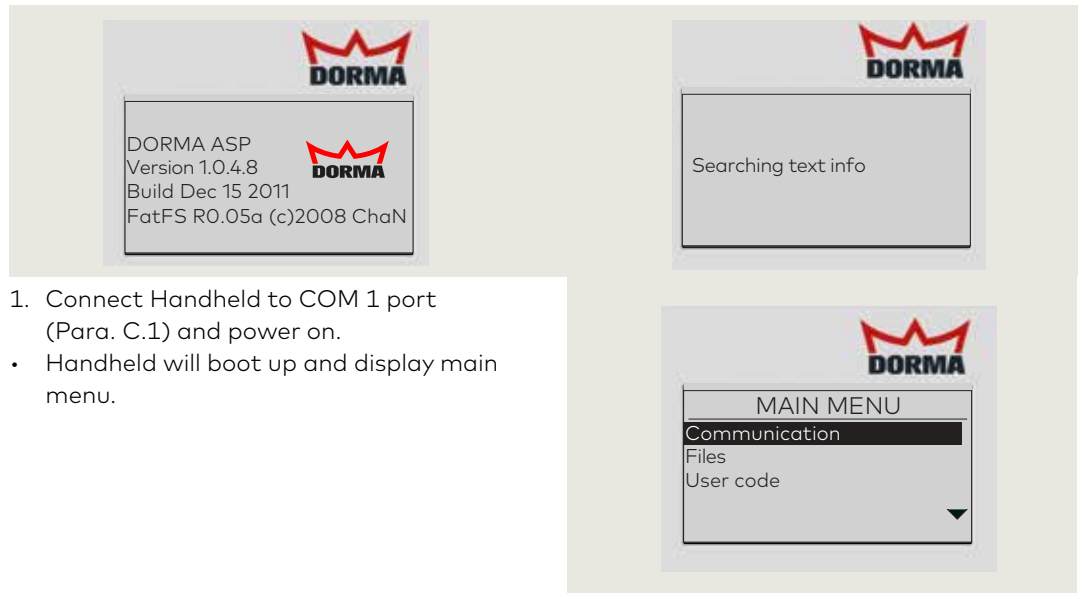 DORMA
DORMA ASP
Version 1.0.4.8
DORMA
Build Dec 15 2011
FatFS R0.05a (c)2008 ChaN
DORMA
Searching text info
1. Connect Handheld to COM 1 port
(Para. C.1) and power on.
• Handheld will boot up and display main
menu.
DORMA
MAIN MENU
Communication
Files
User code